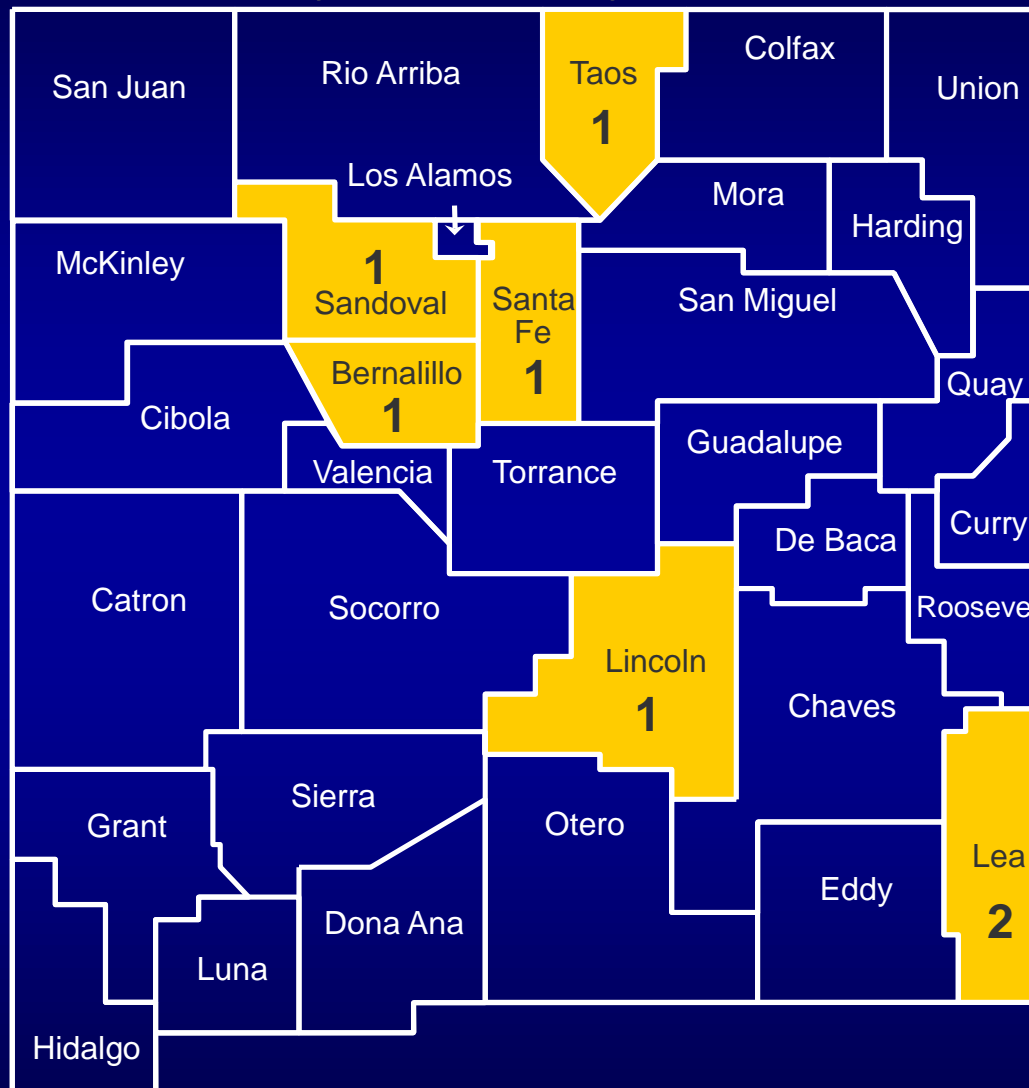 San Juan
Rio Arriba
Taos
1
Colfax
Union
Los Alamos
Mora
Harding
McKinley
1
Sandoval
Santa
Fe
1
San Miguel
Bernalillo
1
Quay
Cibola
Valencia
Torrance
Guadalupe
De Baca
Curry
Catron
Socorro
Rooseve
Lincoln
1
Chaves
Sierra
Grant
Otero
Lea
2
Eddy
Dona Ana
Luna
Hidalgo